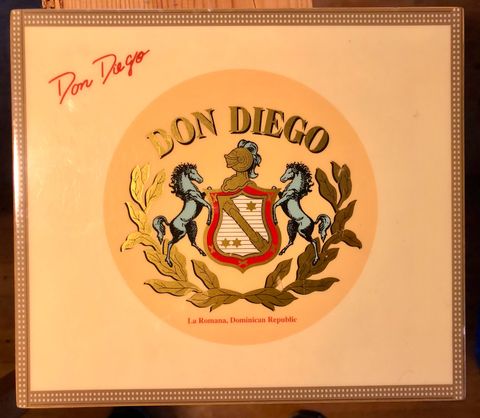 Don Diego
DON DIEGO
La Romana, Dominican Republic